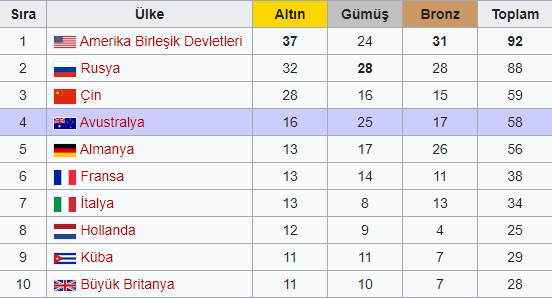 Sıra Ülke Altın Gümüş Bronz Toplam
1 Amerika Birleşik Devletleri 37 24 31 92
2 Rusya 32 28 28 88
3 Çin 28 16 15 59
4 Avustralya 16 25 17 58
5 Almanya 13 17 26 56
6 Fransa 13 14 11 38
7 İtalya 13 8 13 34
8 Hollanda 12 9 4 25
9 Küba 11 11 7 29
10 Büyük Britanya 11 10 7 28